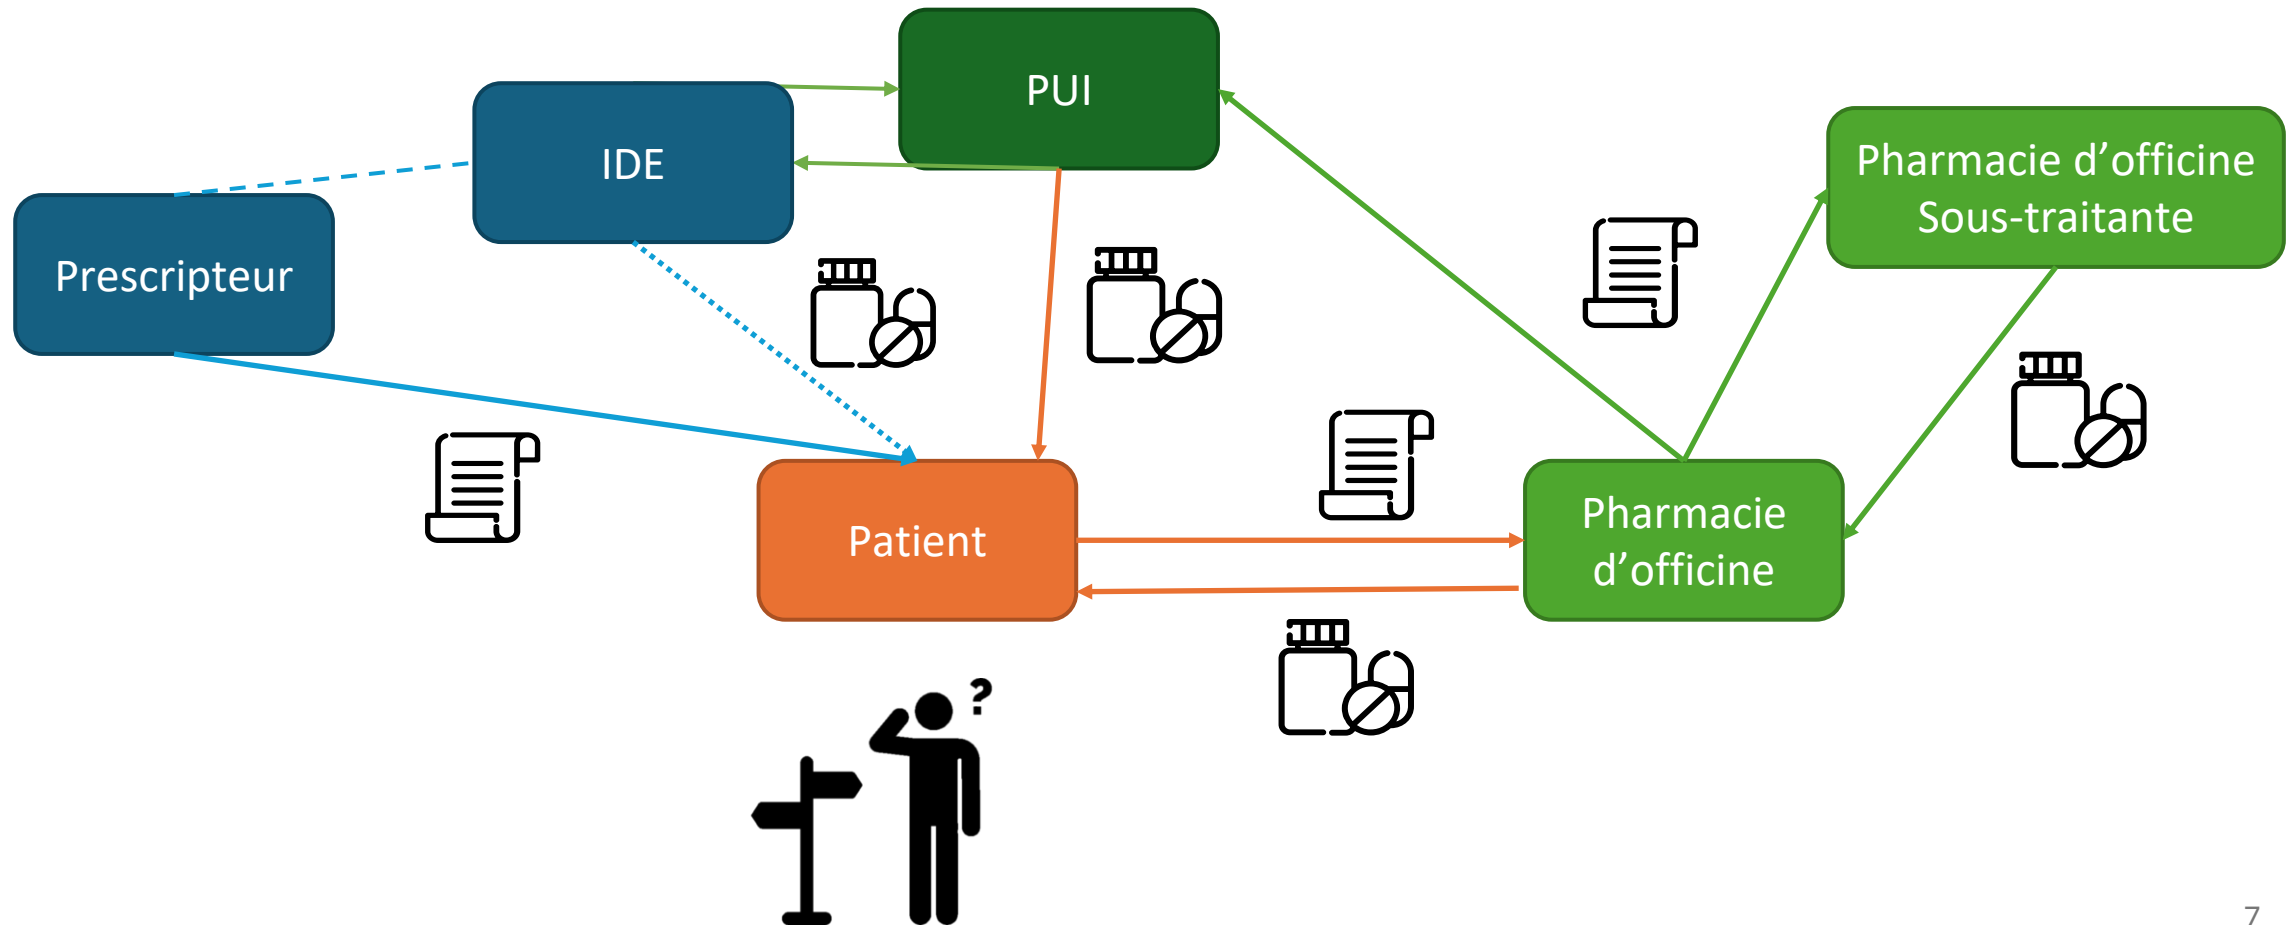 PUI
IDE
Pharmacie d’officine
Sous-traitante
Prescripteur
Patient
Pharmacie
d’officine
?
7